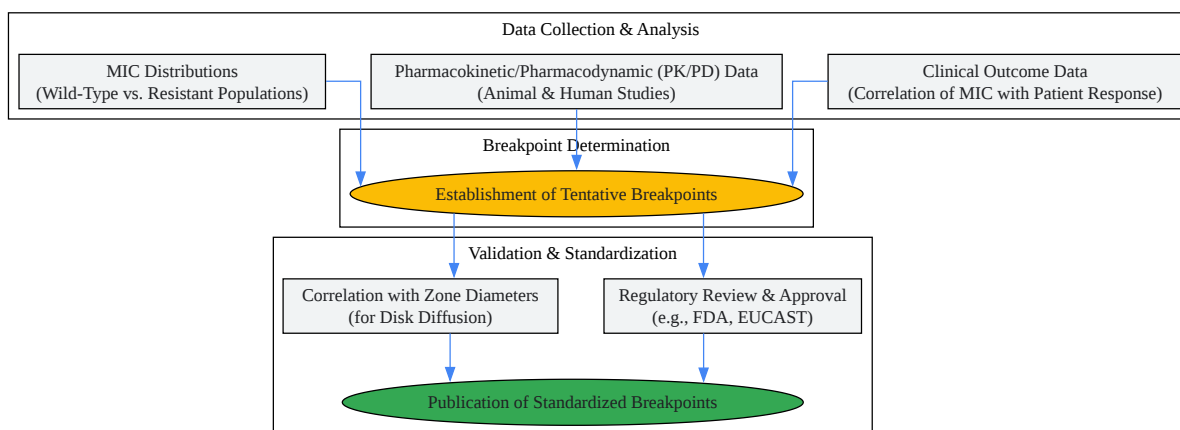 Data Collection & Analysis
MIC Distributions
(Wild-Type vs. Resistant Populations)
Pharmacokinetic/Pharmacodynamic (PK/PD) Data
(Animal & Human Studies)
Clinical Outcome Data
(Correlation of MIC with Patient Response)
Breakpoint Determination
Establishment of Tentative Breakpoints
Validation & Standardization
Correlation with Zone Diameters
(for Disk Diffusion)
Regulatory Review & Approval
(e.g., FDA, EUCAST)
Publication of Standardized Breakpoints